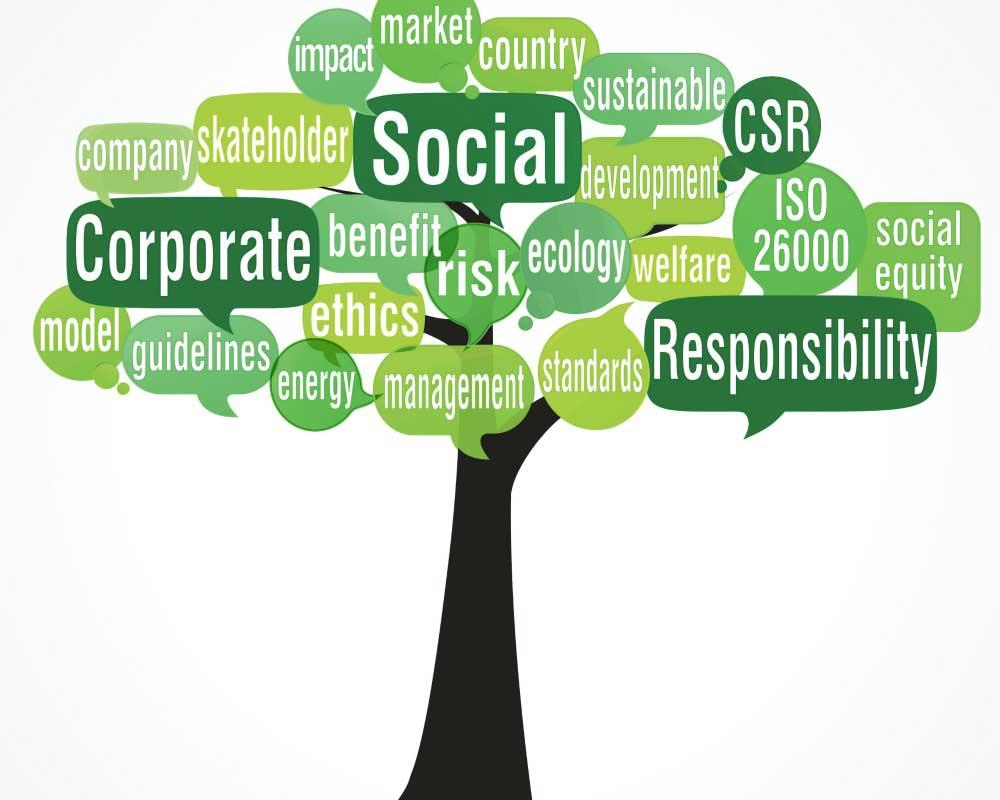 market
impact
country
sustainable
CSR
Social
skateholder
company
development
ISO
26000
social
equity
Corporate
benefit
risk
ecology
welfare
ethics
model
guidelines
energy
management
standards
Responsibility